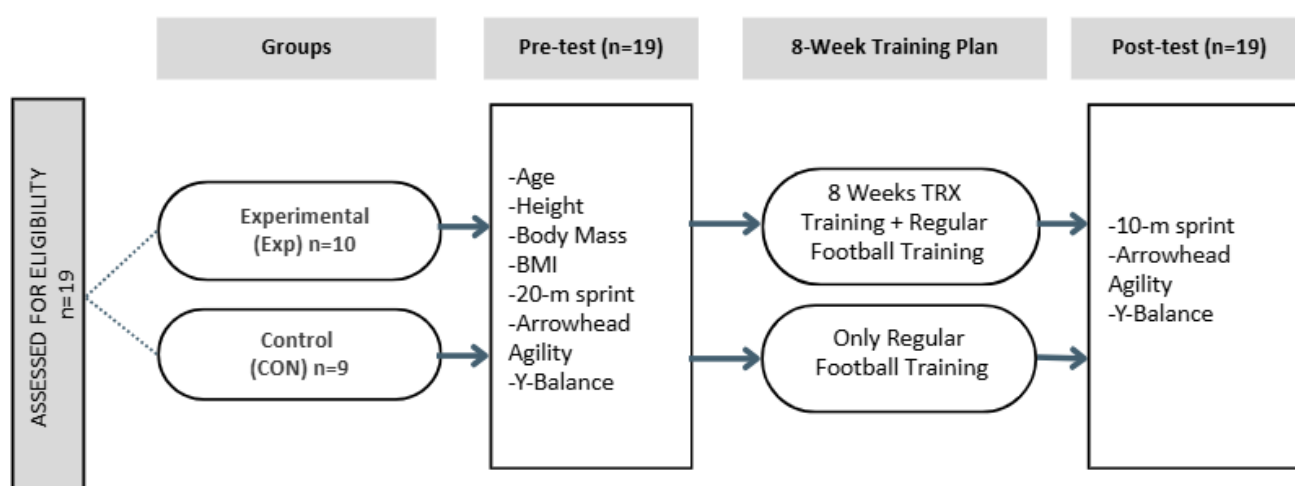 Groups
Pre-test (n=19)
8-Week Training Plan
Post-test (n=19)
ASSESSED FOR ELIGIBILITY
n=19
Experimental
(Exp) n=10
Control
(CON) n=9
-Age
-Height
-Body Mass
-BMI
-20-m sprint
-Arrowhead
Agility
-Y-Balance
8 Weeks TRX
Training + Regular
Football Training
Only Regular
Football Training
-10-m sprint
-Arrowhead
Agility
-Y-Balance